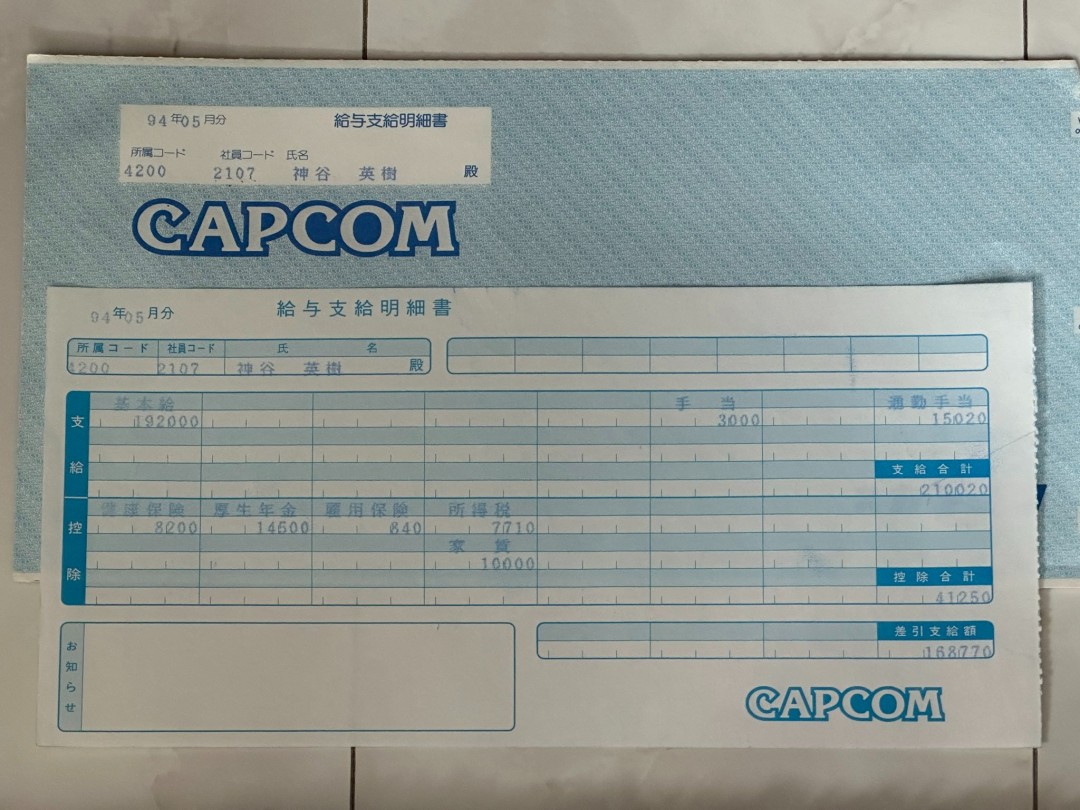 94年05月分 給与支給明細書
所属コード 社員コード 氏名
4200 2107 神谷 英樹 殿
CAPCOM
94年05月分 給与支給明細書
所属コード 社員コード 氏 名
4200 2107 神谷 英樹 殿
支給
基本給 手当 通勤手当
192000 3000 15020
支給合計
210020
控除
健康保険 厚生年金 雇用保険 所得税
8200 14500 840 7710
家賃
10000
控除合計
41250
お知らせ
差引支給額
168770
CAPCOM